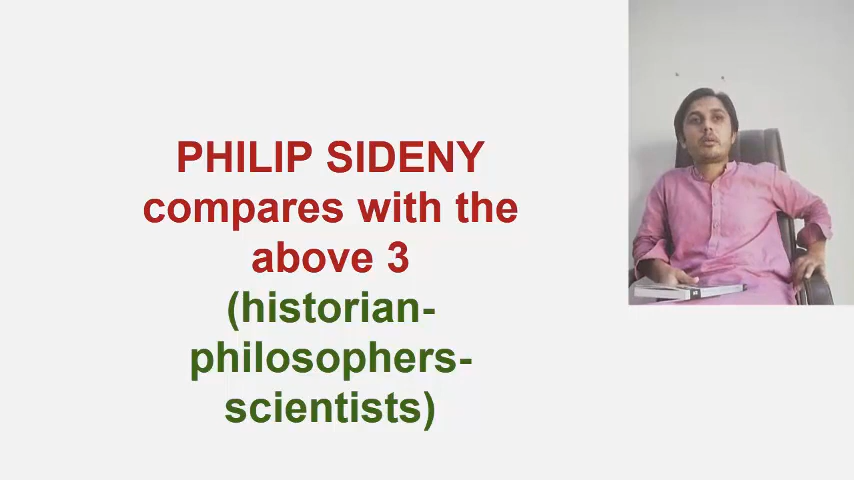 PHILIP SIDENY
compares with the
above 3
(historian-
philosophers-
scientists)